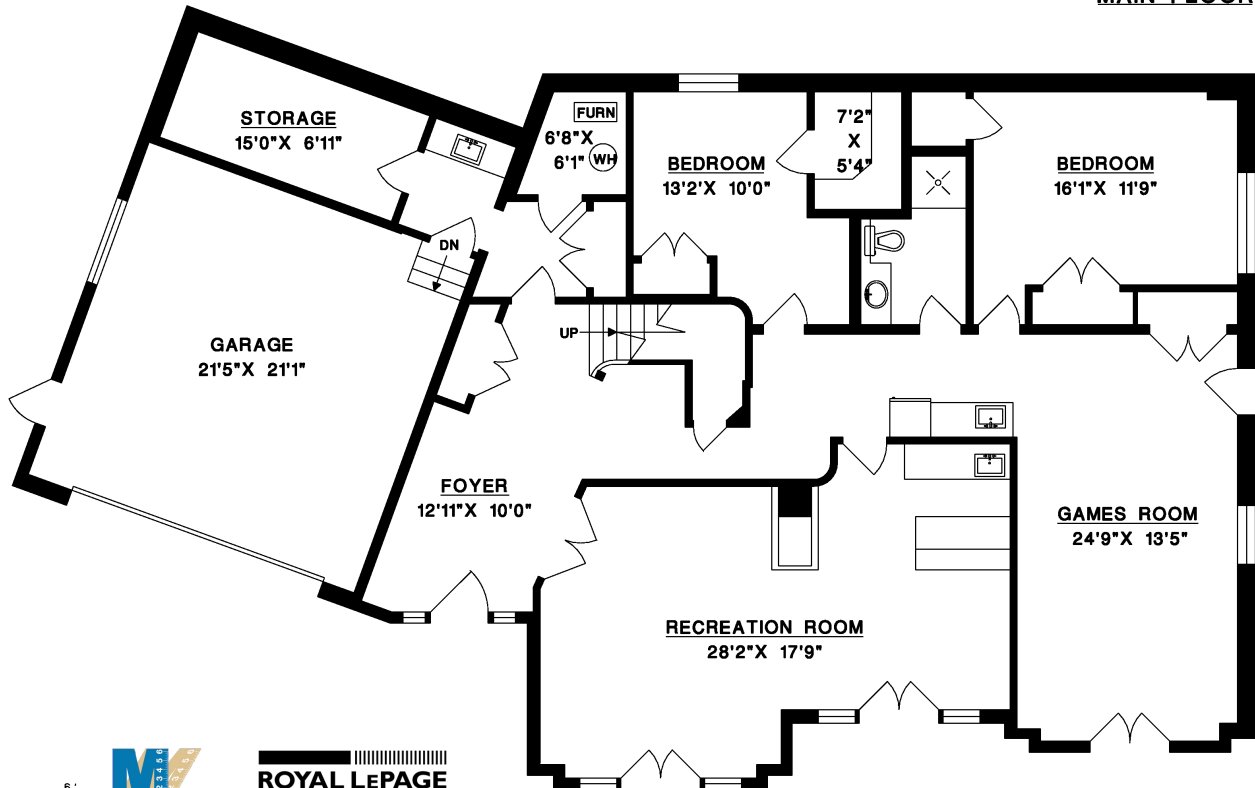 MAIN FLOOR
STORAGE
15'0"X 6'11"
FURN
6'8"X
6'1"
WH
BEDROOM
13'2"X 10'0"
7'2"
X
5'4"
BEDROOM
16'1"X 11'9"
DN
UP
GARAGE
21'5"X 21'1"
FOYER
12'11"X 10'0"
GAMES ROOM
24'9"X 13'5"
RECREATION ROOM
28'2"X 17'9"
ROYAL LEPAGE